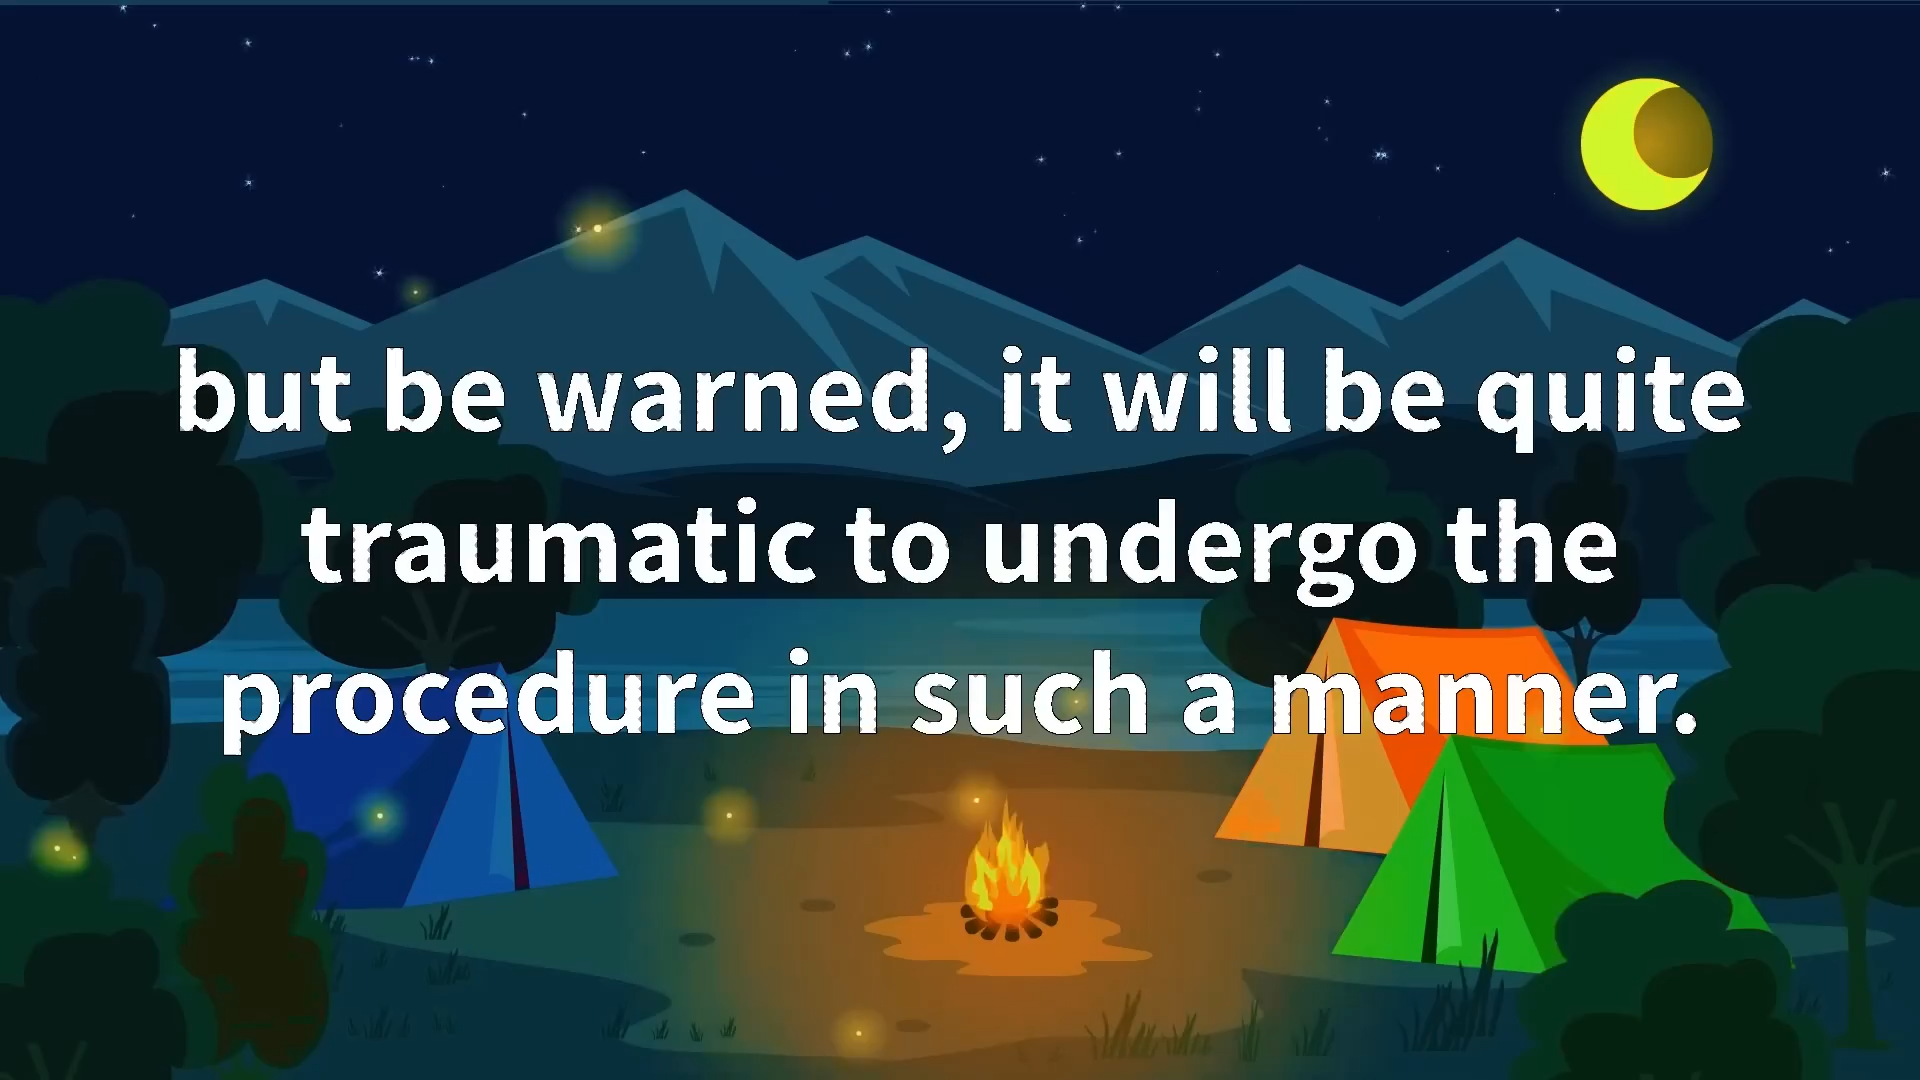 but be warned, it will be quite
traumatic to undergo the
procedure in such a manner.